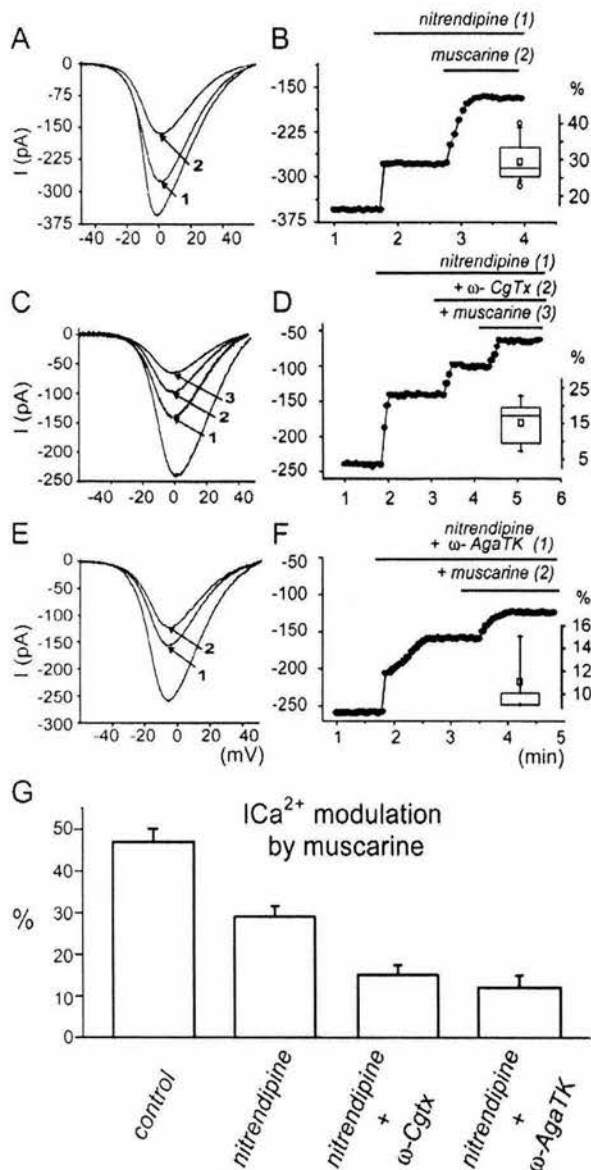 A
I (pA)
0
-75
-150
-225
-300
-375
-40 -20 0 20 40
2
1
B
nitrendipine (1)
muscarine (2)
-150
-225
-300
-375
1 2 3 4
%
40
30
20
C
I (pA)
0
-50
-100
-150
-200
-250
-40 -20 0 20 40
3
2
1
D
nitrendipine (1)
+ ω- CgTx (2)
+ muscarine (3)
-50
-100
-150
-200
-250
1 2 3 4 5 6
%
25
15
5
E
I (pA)
0
-50
-100
-150
-200
-250
-300
-40 -20 0 20 40
(mV)
2
1
F
nitrendipine
+ ω- AgaTK (1)
+ muscarine (2)
-100
-150
-200
-250
1 2 3 4 5
(min)
%
16
14
12
10
G
ICa²⁺ modulation
by muscarine
%
50
40
30
20
10
0
control
nitrendipine
nitrendipine
+
ω-Cgtx
nitrendipine
+
ω-AgaTK